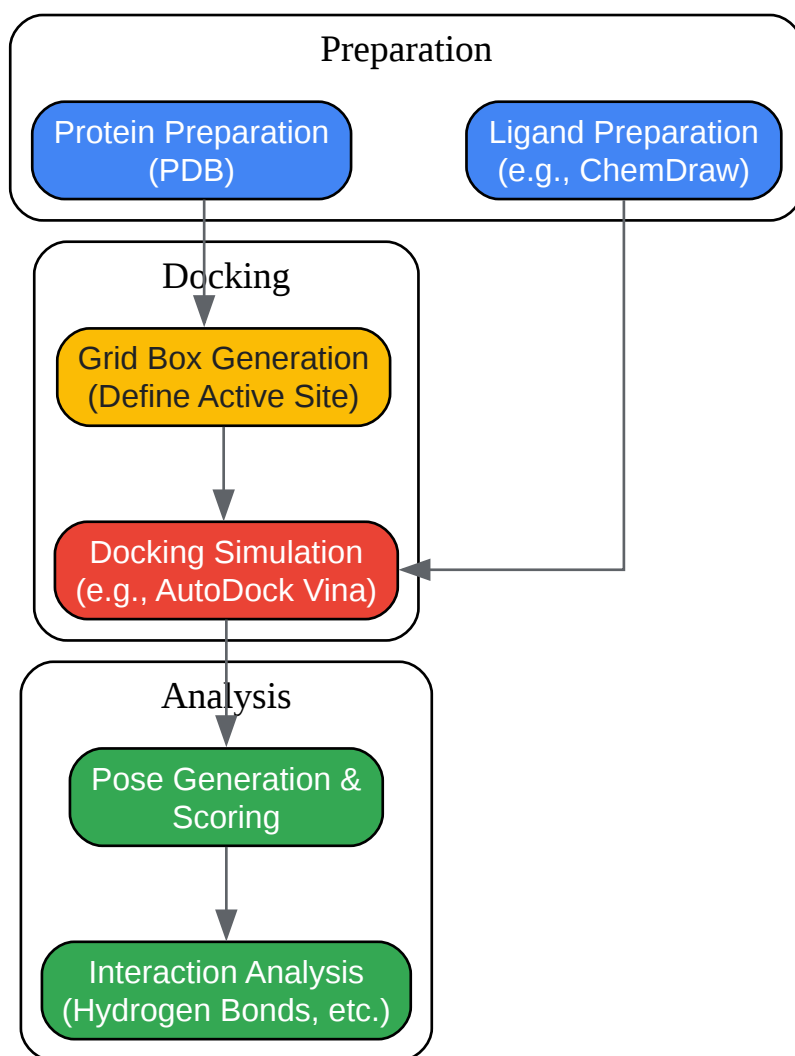 Preparation
Protein Preparation
(PDB)
Ligand Preparation
(e.g., ChemDraw)
Docking
Grid Box Generation
(Define Active Site)
Docking Simulation
(e.g., AutoDock Vina)
Analysis
Pose Generation &
Scoring
Interaction Analysis
(Hydrogen Bonds, etc.)